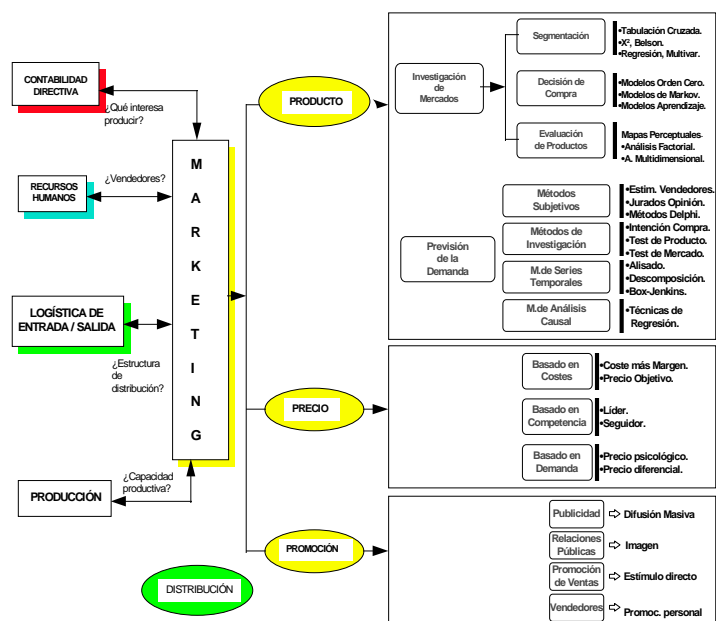 CONTABILIDAD
DIRECTIVA
¿Qué interesa
producir?
RECURSOS
HUMANOS
¿Vendedores?
LOGÍSTICA DE
ENTRADA / SALIDA
¿Estructura
de
distribución?
PRODUCCIÓN
¿Capacidad
productiva?
M
A
R
K
E
T
I
N
G
PRODUCTO
Investigación
de
Mercados
Segmentación
•Tabulación Cruzada.
•X², Belson.
•Regresión, Multivar.
Decisión de
Compra
•Modelos Orden Cero.
•Modelos de Markov.
•Modelos Aprendizaje.
Evaluación
de Productos
Mapas Perceptuales
•Análisis Factorial.
•A. Multidimensional.
Previsión
de la
Demanda
Métodos
Subjetivos
•Estim. Vendedores.
•Jurados Opinión.
•Métodos Delphi.
Métodos de
Investigación
•Intención Compra.
•Test de Producto.
•Test de Mercado.
M.de Series
Temporales
•Alisado.
•Descomposición.
•Box-Jenkins.
M.de Análisis
Causal
•Técnicas de
Regresión.
PRECIO
Basado en
Costes
•Coste más Margen.
•Precio Objetivo.
Basado en
Competencia
•Líder.
•Seguidor.
Basado en
Demanda
•Precio psicológico.
•Precio diferencial.
PROMOCIÓN
Publicidad
Difusión Masiva
Relaciones
Públicas
Imagen
Promoción
de Ventas
Estímulo directo
Vendedores
Promoc. personal
DISTRIBUCIÓN